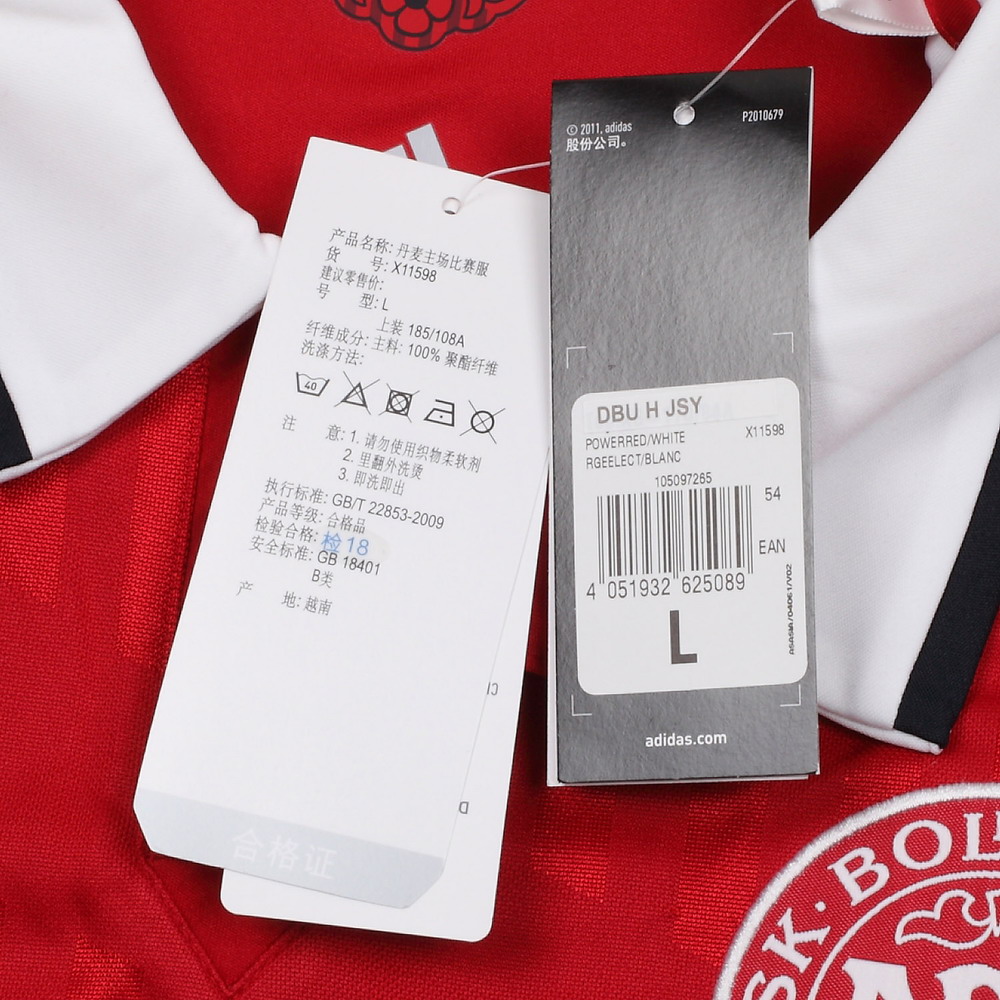 产品名称: 丹麦主场比赛服
货 号: X11598
建议零售价:
号 型: L
上装 185/108A
纤维成分: 主料: 100% 聚酯纤维
洗涤方法:
40
注 意: 1. 请勿使用织物柔软剂
2. 里翻外洗烫
3. 即洗即出
执行标准: GB/T 22853-2009
产品等级: 合格品
检验合格: 检18
安全标准: GB 18401
B类
产 地: 越南
合格证
© 2011, adidas
股份公司。
P2010679
DBU H JSY
POWERRED/WHITE X11598
RGEELECT/BLANC
105097265
54
EAN
4 051932 625089
L
adidas.com
SK · BOL